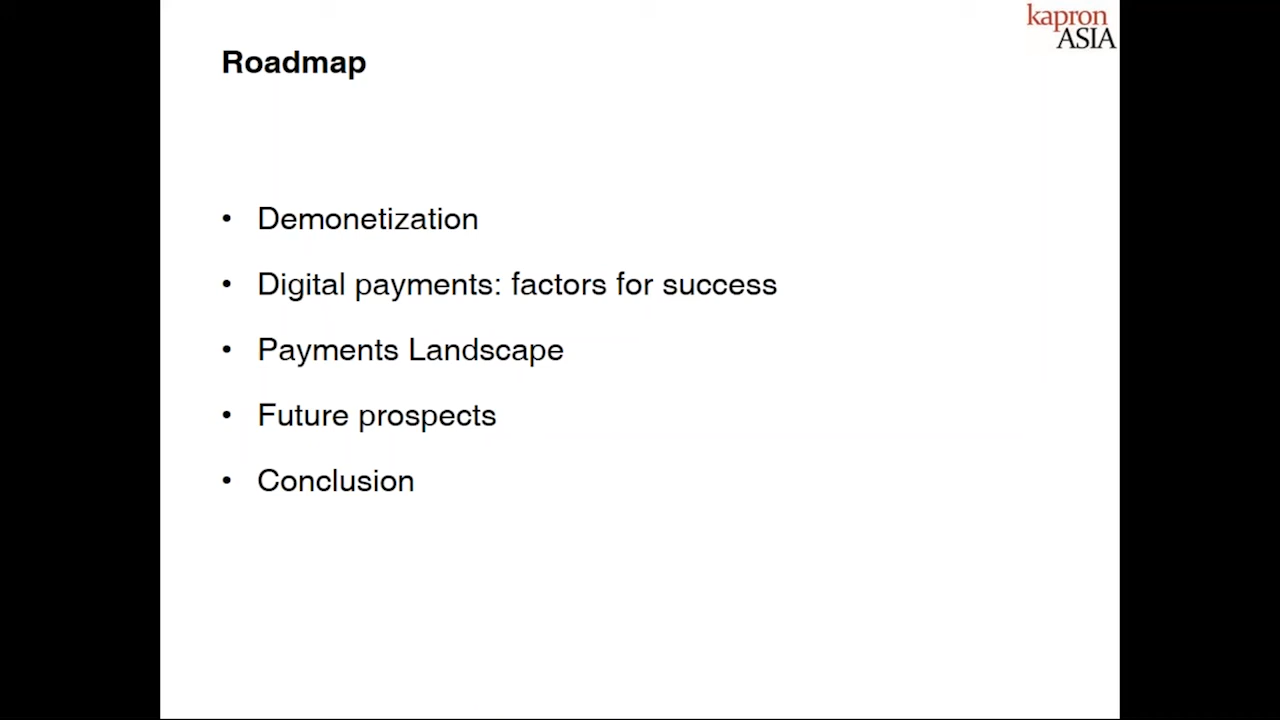 kapron
ASIA
Roadmap
• Demonetization
• Digital payments: factors for success
• Payments Landscape
• Future prospects
• Conclusion